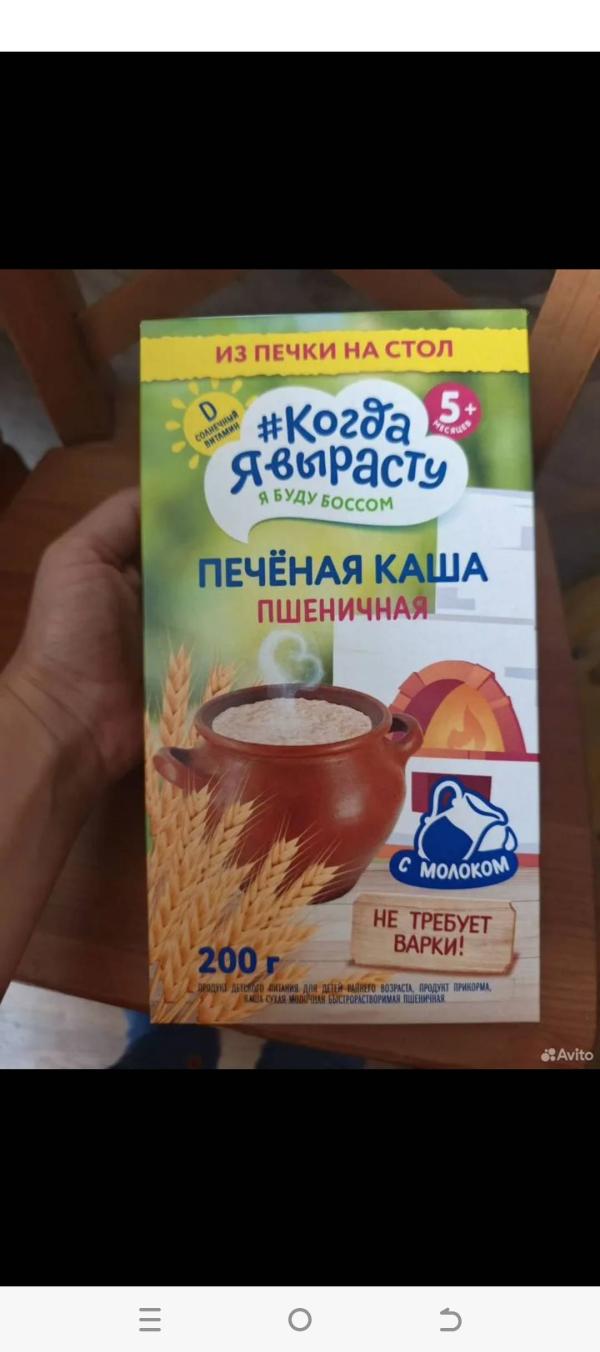 ИЗ ПЕЧКИ НА СТОЛ
D
СОЛНЕЧНЫЙ
ВИТАМИН
5+
МЕСЯЦЕВ
#Когда
Явырасту
Я БУДУ БОССОМ
ПЕЧЁНАЯ КАША
ПШЕНИЧНАЯ
С МОЛОКОМ
НЕ ТРЕБУЕТ
ВАРКИ!
200 г
ПРОДУКТ ДЕТСКОГО ПИТАНИЯ ДЛЯ ДЕТЕЙ РАННЕГО ВОЗРАСТА, ПРОДУКТ ПРИКОРМА,
КАША СУХАЯ МОЛОЧНАЯ БЫСТРОРАСТВОРИМАЯ ПШЕНИЧНАЯ
Avito